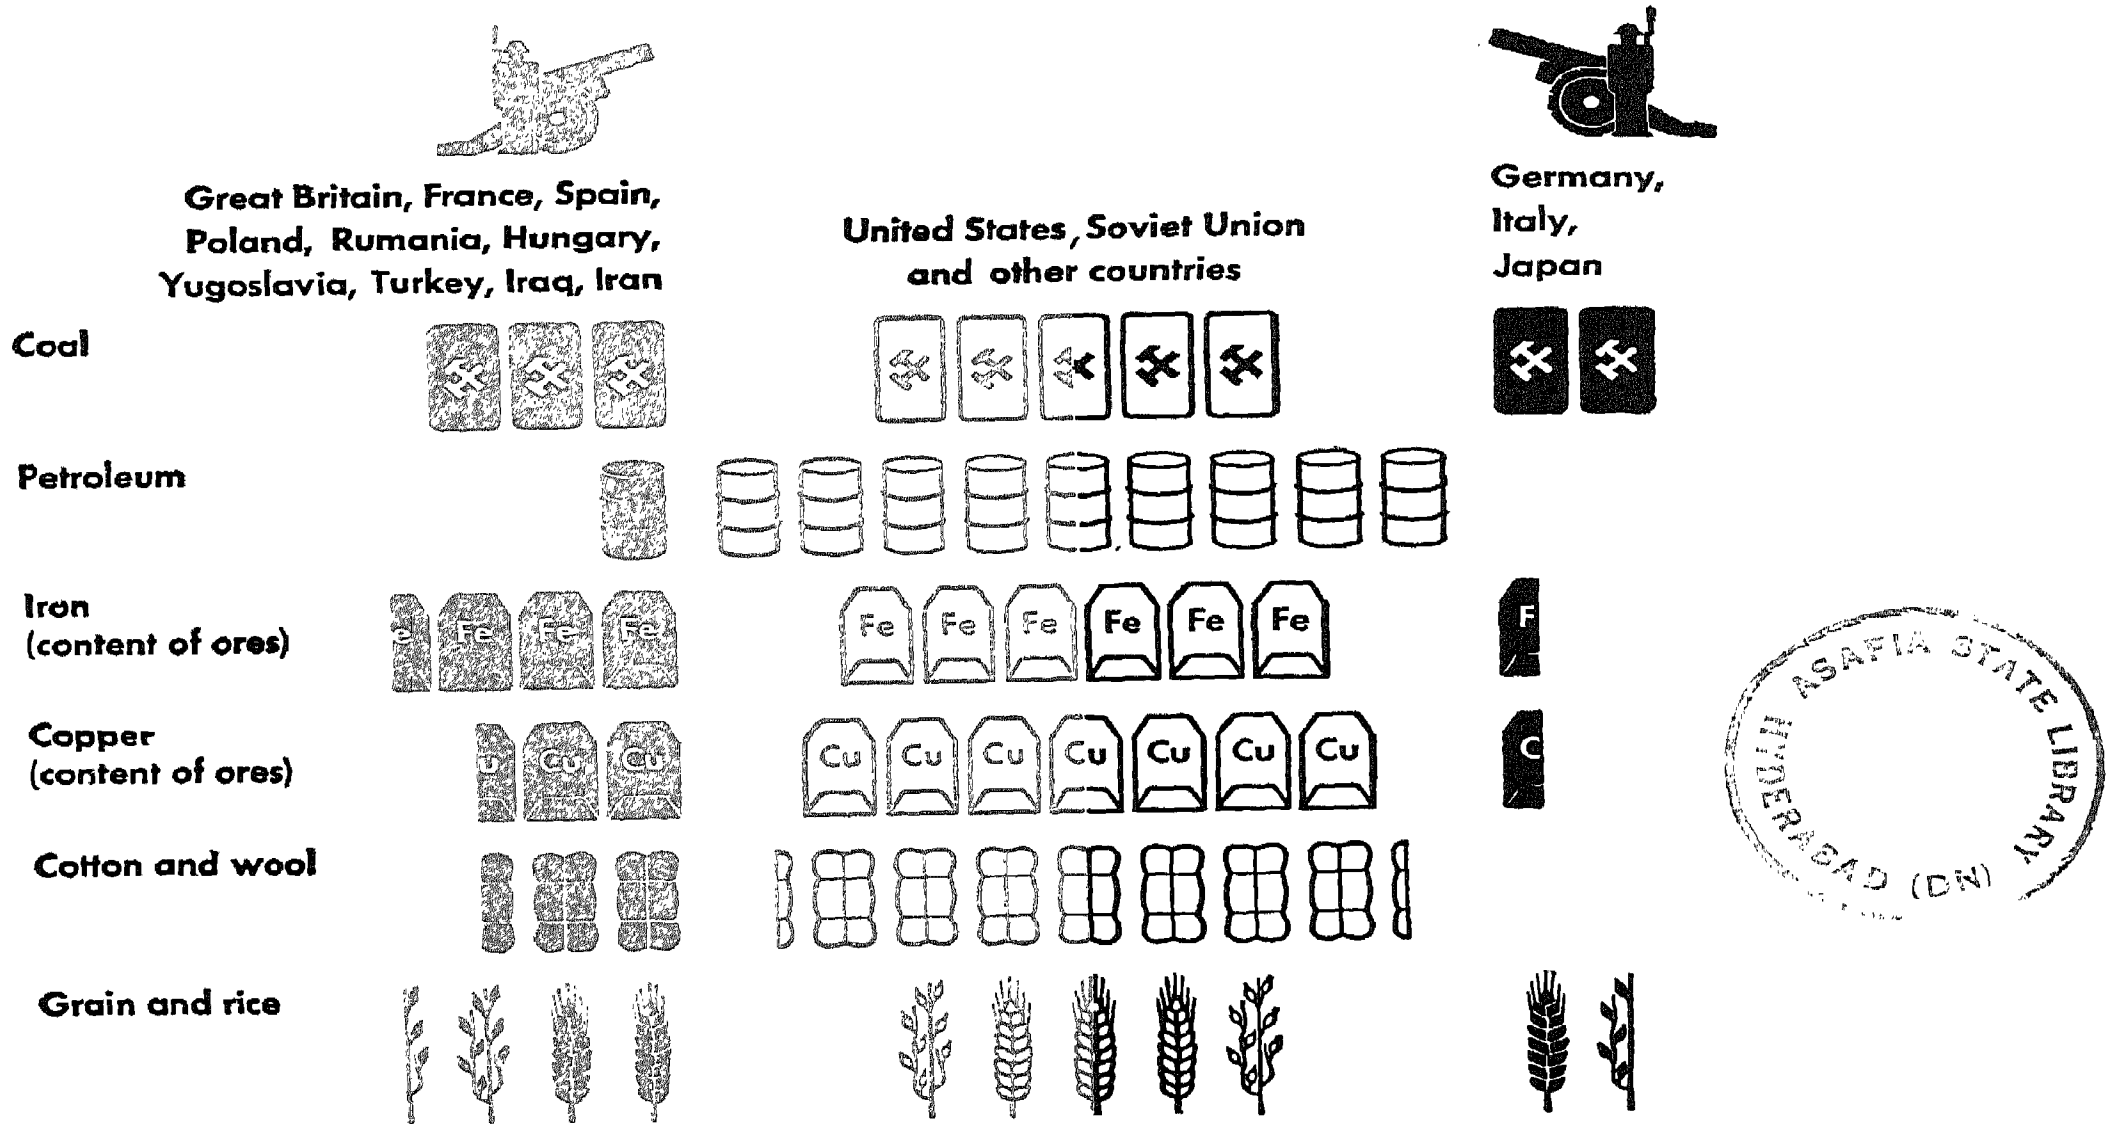 Great Britain, France, Spain,
Poland, Rumania, Hungary,
Yugoslavia, Turkey, Iraq, Iran
United States, Soviet Union
and other countries
Germany,
Italy,
Japan
Coal
Petroleum
Iron
(content of ores)
e Fe Fe Fe
Fe Fe Fe Fe Fe Fe
F
Copper
(content of ores)
u Cu Cu
Cu Cu Cu Cu Cu Cu Cu
C
Cotton and wool
Grain and rice
ASAFIA STATE LIBRARY
HYDERABAD (DN)